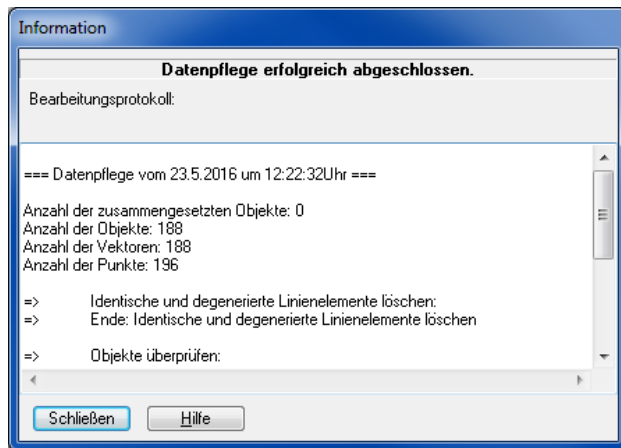 Information
Datenpflege erfolgreich abgeschlossen.
Bearbeitungsprotokoll:
=== Datenpflege vom 23.5.2016 um 12:22:32Uhr ===
Anzahl der zusammengesetzten Objekte: 0
Anzahl der Objekte: 188
Anzahl der Vektoren: 188
Anzahl der Punkte: 196
=> Identische und degenerierte Linienelemente löschen:
=> Ende: Identische und degenerierte Linienelemente löschen
=> Objekte überprüfen:
Schließen Hilfe